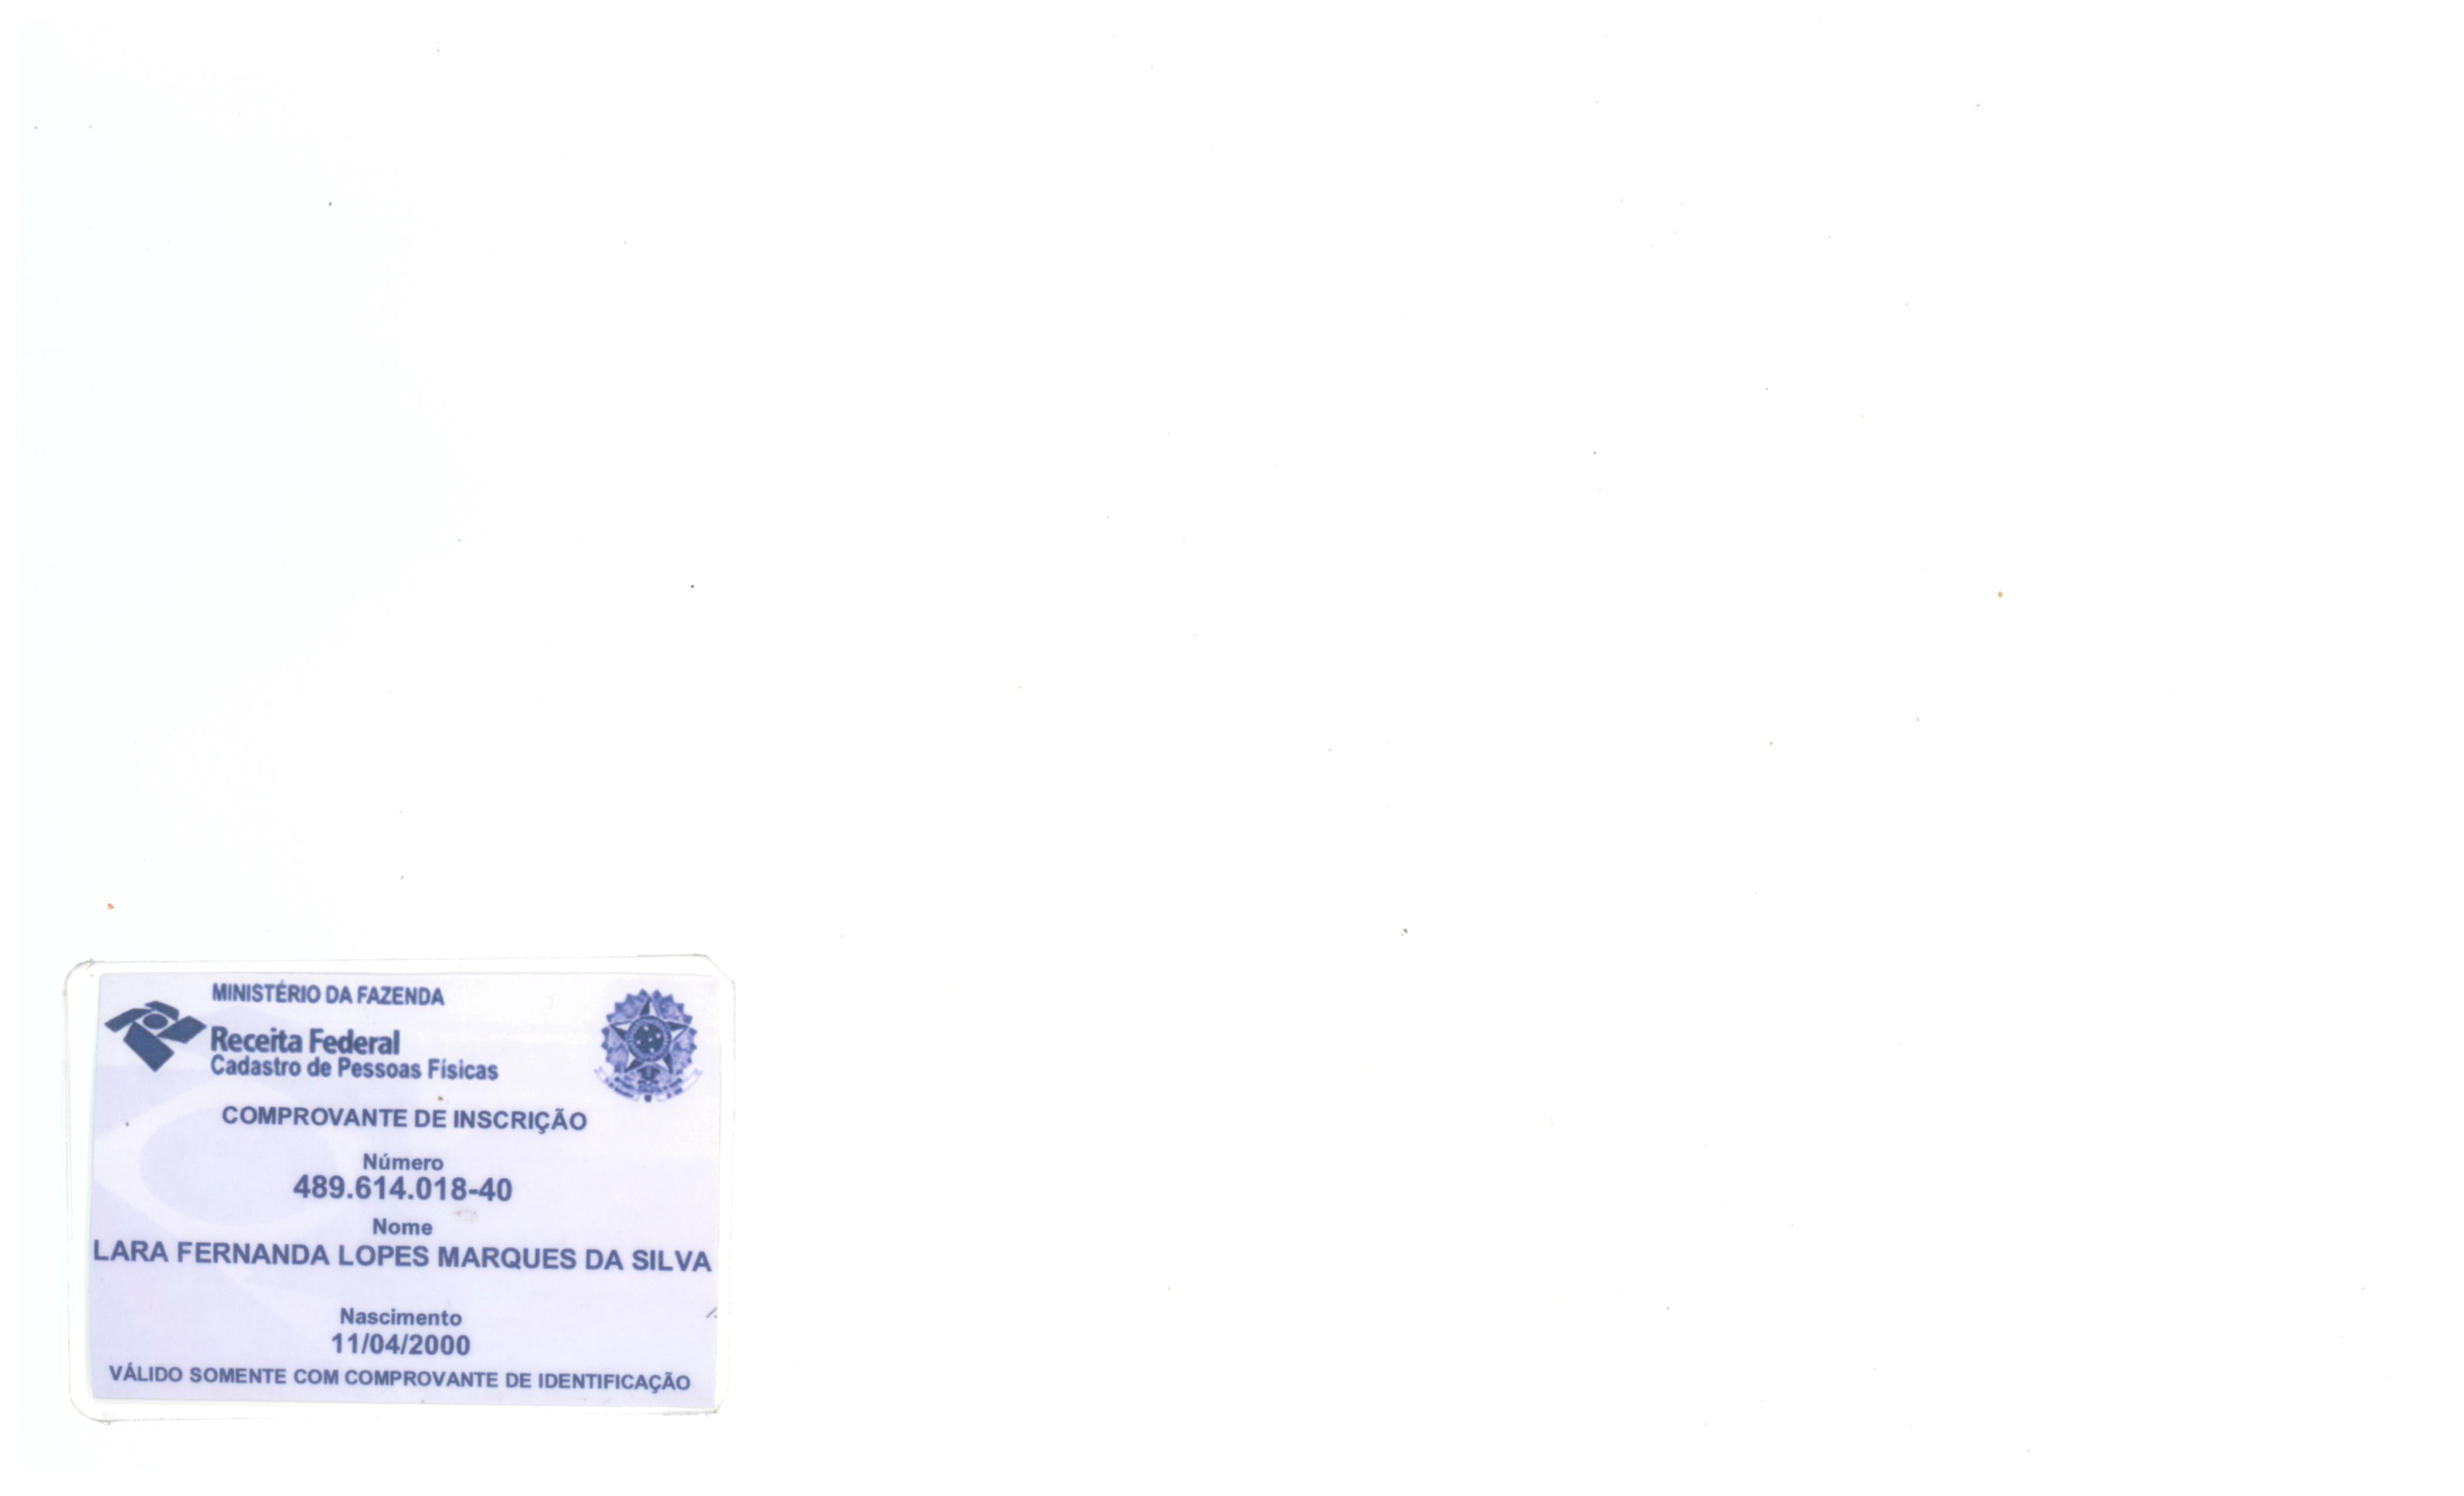 MINISTÉRIO DA FAZENDA
Receita Federal
Cadastro de Pessoas Físicas
COMPROVANTE DE INSCRIÇÃO
Número
489.614.018-40
Nome
LARA FERNANDA LOPES MARQUES DA SILVA
Nascimento
11/04/2000
VÁLIDO SOMENTE COM COMPROVANTE DE IDENTIFICAÇÃO